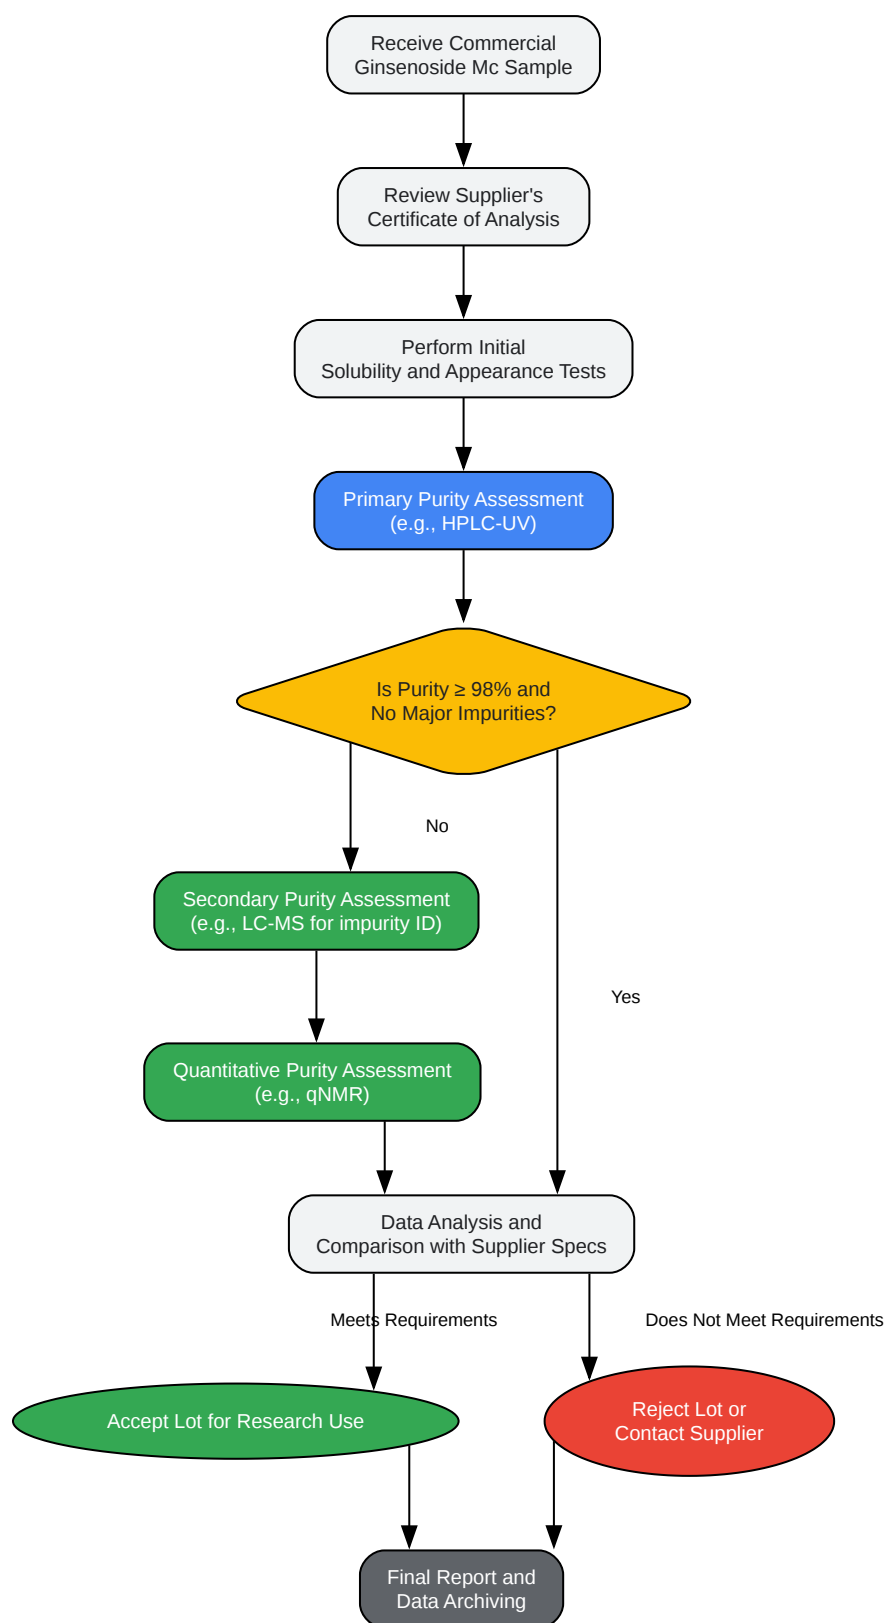 Receive Commercial
Ginsenoside Mc Sample
Review Supplier's
Certificate of Analysis
Perform Initial
Solubility and Appearance Tests
Primary Purity Assessment
(e.g., HPLC-UV)
Is Purity ≥ 98% and
No Major Impurities?
No
Secondary Purity Assessment
(e.g., LC-MS for impurity ID)
Yes
Quantitative Purity Assessment
(e.g., qNMR)
Data Analysis and
Comparison with Supplier Specs
Meets Requirements
Does Not Meet Requirements
Accept Lot for Research Use
Reject Lot or
Contact Supplier
Final Report and
Data Archiving